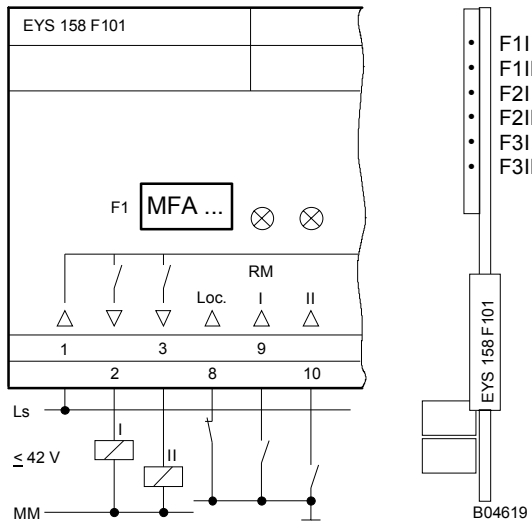 EYS 158 F101
F1I
F1II
F2I
F2II
F3I
F3II
F1 MFA ...
RM
Loc. I II
1 3 9
2 8 10
Ls
I
≤ 42 V
II
MM
EYS 158 F101
B04619